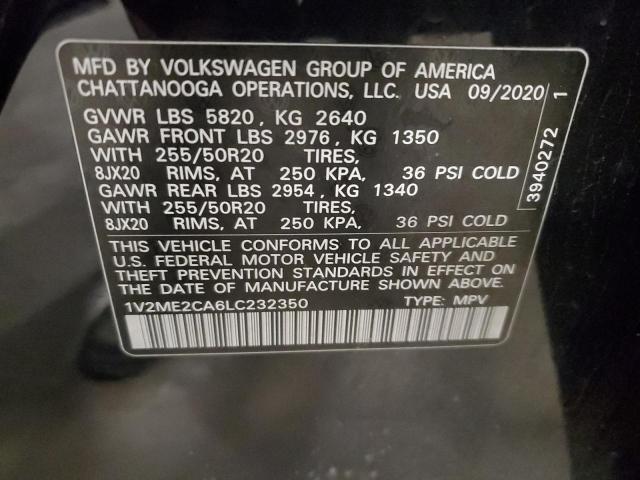 MFD BY VOLKSWAGEN GROUP OF AMERICA
CHATTANOOGA OPERATIONS, LLC. USA 09/2020
GVWR LBS 5820, KG 2640
GAWR FRONT LBS 2976, KG 1350
WITH 255/50R20 TIRES,
8JX20 RIMS, AT 250 KPA, 36 PSI COLD
GAWR REAR LBS 2954, KG 1340
WITH 255/50R20 TIRES,
8JX20 RIMS, AT 250 KPA, 36 PSI COLD
THIS VEHICLE CONFORMS TO ALL APPLICABLE
U.S. FEDERAL MOTOR VEHICLE SAFETY AND
THEFT PREVENTION STANDARDS IN EFFECT ON
THE DATE OF MANUFACTURE SHOWN ABOVE.
1V2ME2CA6LC232350 TYPE: MPV
3940272 1